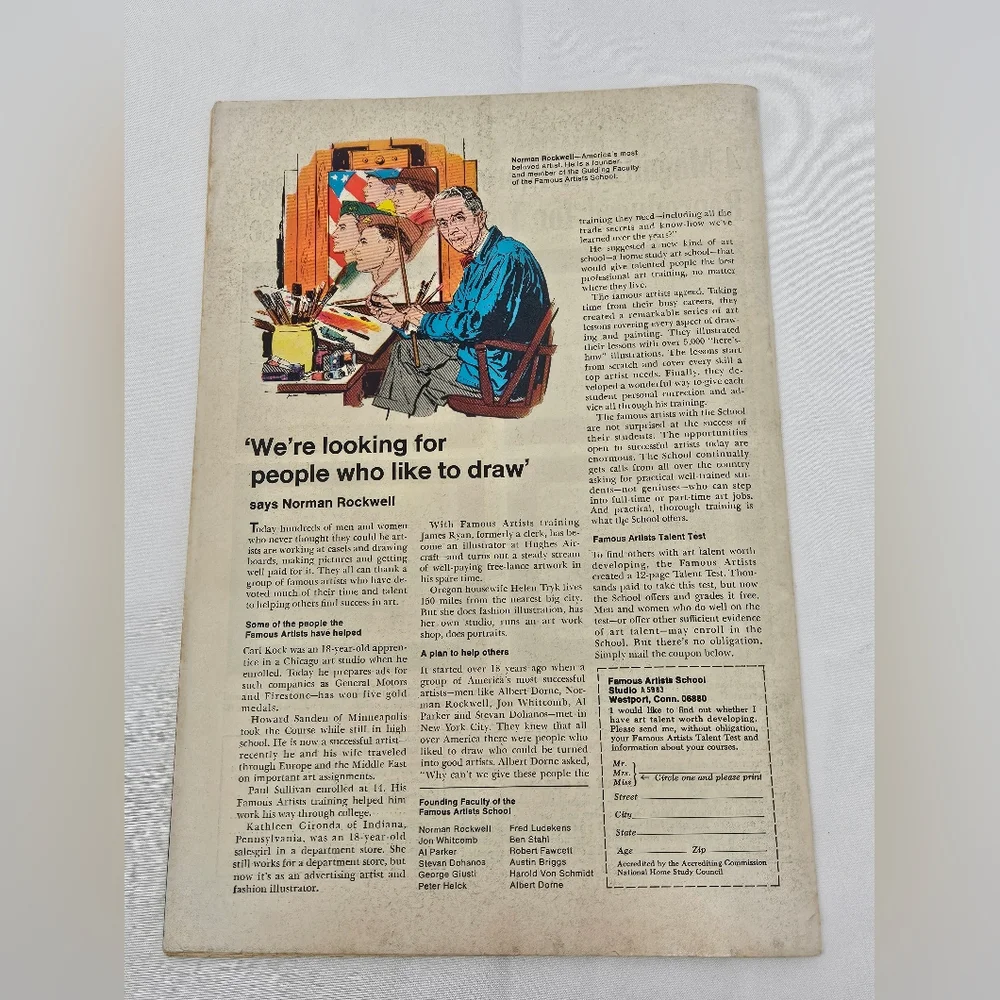 Norman Rockwell—America's most
beloved artist. He is a founder
and member of the Guiding Faculty
of the Famous Artists School.
'We're looking for
people who like to draw'
says Norman Rockwell
Today hundreds of men and women
who never thought they could be art-
ists are working at easels and drawing
boards, making pictures and getting
well paid for it. They all can thank a
group of famous artists who have de-
voted much of their time and talent
to helping others find success in art.
Some of the people the
Famous Artists have helped
Carl Kock was an 18-year-old appren-
tice in a Chicago art studio when he
enrolled. Today he prepares ads for
such companies as General Motors
and Firestone—has won five gold
medals.
Howard Sanden of Minneapolis
took the Course while still in high
school. He is now a successful artist—
recently he and his wife traveled
through Europe and the Middle East
on important art assignments.
Paul Sullivan enrolled at 14. His
Famous Artists training helped him
work his way through college.
Kathleen Gironda of Indiana,
Pennsylvania, was an 18-year-old
salesgirl in a department store. She
still works for a department store, but
now it's as an advertising artist and
fashion illustrator.
With Famous Artists training
James Ryan, formerly a clerk, has be-
come an illustrator at Hughes Air-
craft—and turns out a steady stream
of well-paying free-lance artwork in
his spare time.
Oregon housewife Helen Tryk lives
150 miles from the nearest big city.
But she does fashion illustration, has
her own studio, runs an art work
shop, does portraits.
A plan to help others
It started over 18 years ago when a
group of America's most successful
artists—men like Albert Dorne, Nor-
man Rockwell, Jon Whitcomb, Al
Parker and Stevan Dohanos—met in
New York City. They knew that all
over America there were people who
liked to draw who could be turned
into good artists. Albert Dorne asked,
"Why can't we give these people the
Founding Faculty of the
Famous Artists School
Norman Rockwell
Jon Whitcomb
Al Parker
Stevan Dohanos
George Giusti
Peter Helck
Fred Ludekens
Ben Stahl
Robert Fawcett
Austin Briggs
Harold Von Schmidt
Albert Dorne
training they need—including all the
trade secrets and know-how we've
learned over the years?"
He suggested a new kind of art
school—a home study art school—that
would give talented people the best
professional art training, no matter
where they live.
The famous artists agreed. Taking
time from their busy careers, they
created a remarkable series of art
lessons covering every aspect of draw-
ing and painting. They illustrated
their lessons with over 5,000 "here's-
how" illustrations. The lessons start
from scratch and cover every skill a
top artist needs. Finally, they de-
veloped a wonderful way to give each
student personal correction and ad-
vice all through his training.
The famous artists with the School
are not surprised at the success of
their students. The opportunities
open to successful artists today are
enormous. The School continually
gets calls from all over the country
asking for practical well-trained stu-
dents—not geniuses—who can step
into full-time or part-time art jobs.
And practical, thorough training is
what the School offers.
Famous Artists Talent Test
To find others with art talent worth
developing, the Famous Artists
created a 12-page Talent Test. Thou-
sands paid to take this test, but now
the School offers and grades it free.
Men and women who do well on the
test—or offer other sufficient evidence
of art talent—may enroll in the
School. But there's no obligation.
Simply mail the coupon below.
Famous Artists School
Studio A5983
Westport, Conn. 06880
I would like to find out whether I
have art talent worth developing.
Please send me, without obligation,
your Famous Artists Talent Test and
information about your courses.
Mr.
Mrs. ← Circle one and please print
Miss
Street
City
State
Age Zip
Accredited by the Accrediting Commission
National Home Study Council